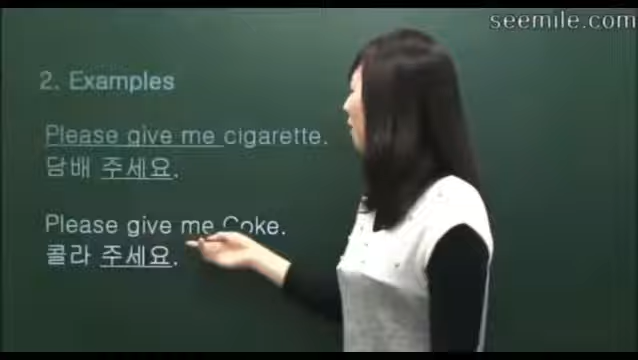 seemile.com
2. Examples
Please give me cigarette.
담배 주세요.
Please give me Coke.
콜라 주세요.